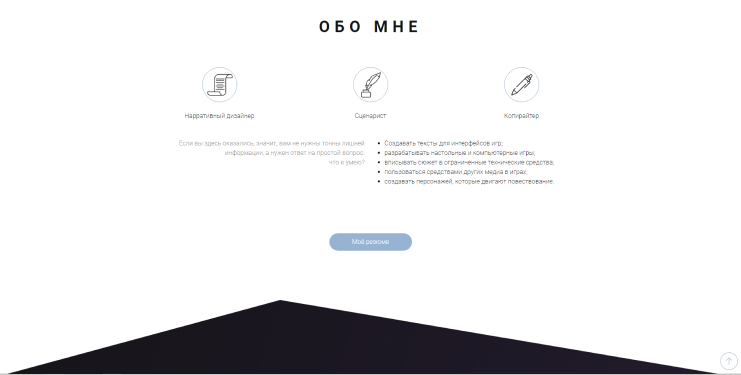 ОБО МНЕ
Нарративный дизайнер
Сценарист
Копирайтер
Если вы здесь оказались, значит, вам не нужны тонны лишней
информации, а нужен ответ на простой вопрос:
что я умею?
Создавать тексты для интерфейсов игр;
разрабатывать настольные и компьютерные игры;
вписывать сюжет в ограниченные технические средства;
пользоваться средствами других медиа в играх;
создавать персонажей, которые двигают повествование.
Моё резюме